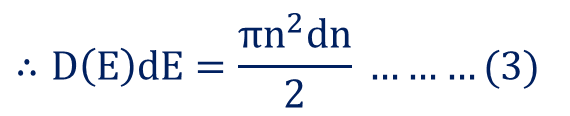 ∴ D(E)dE = πn²dn / 2 ... ... ... (3)